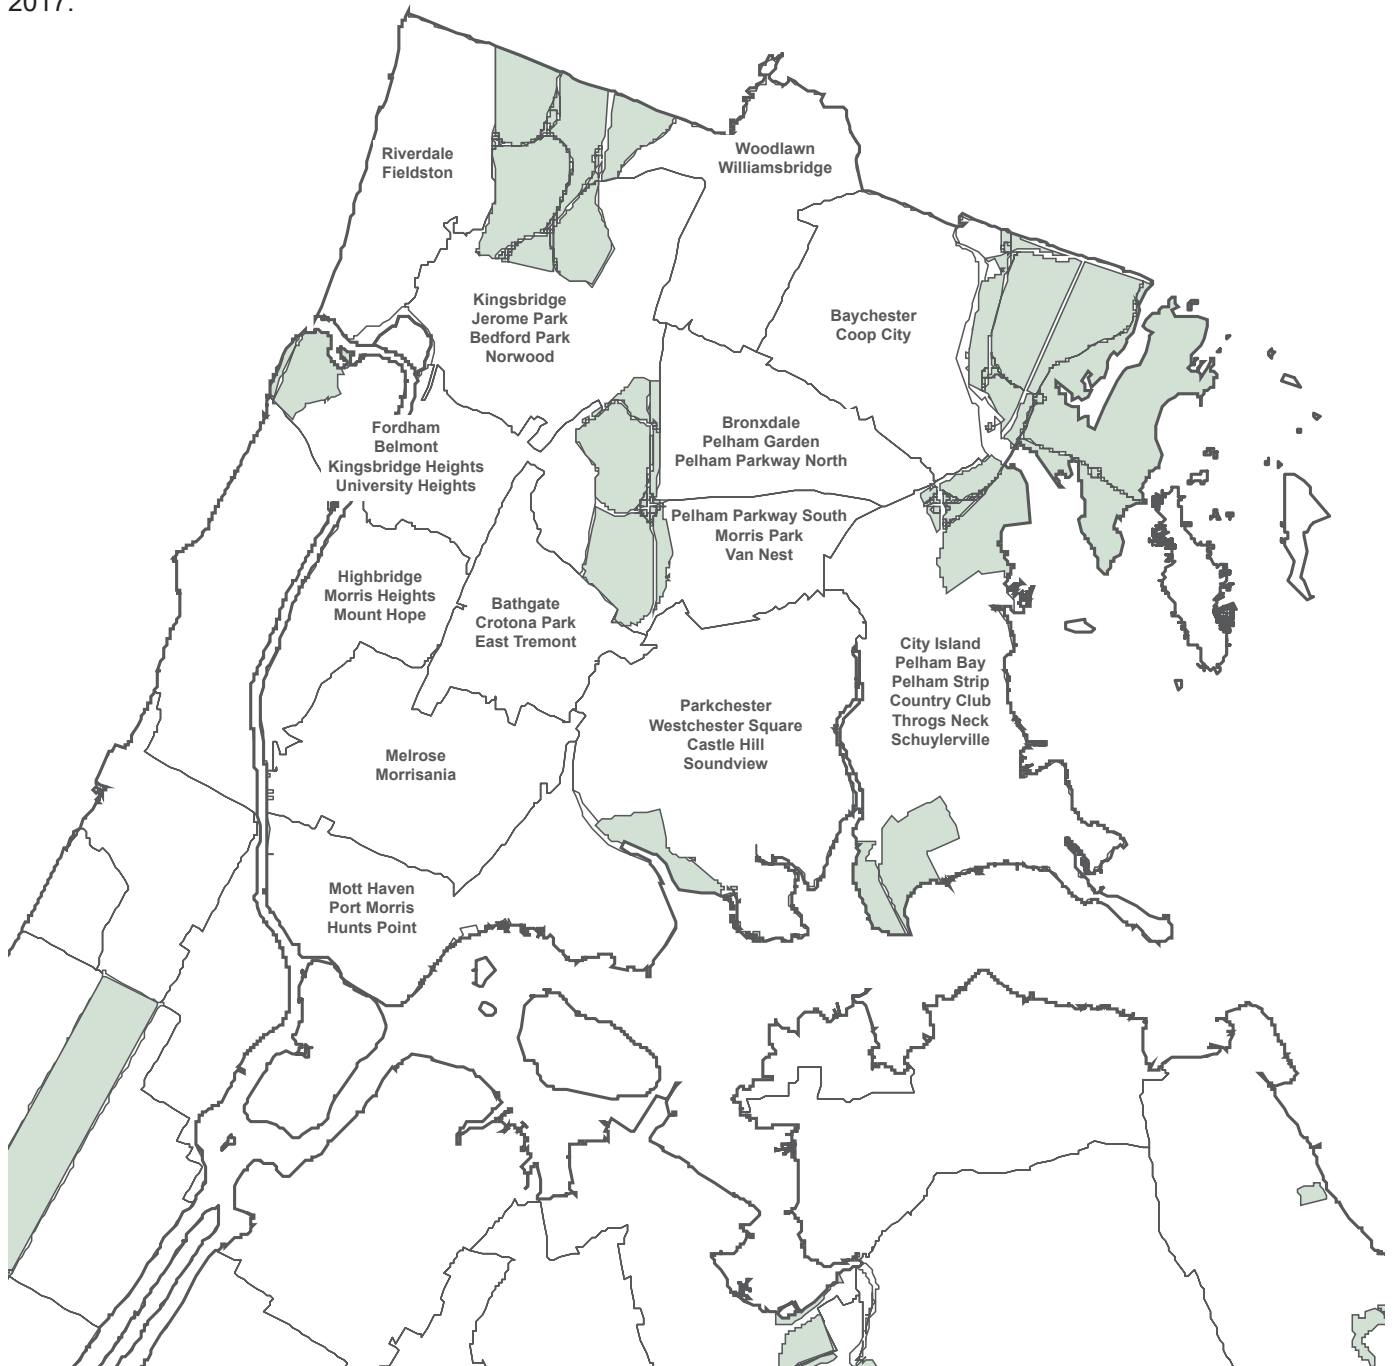 2017.
Riverdale
Fieldston
Woodlawn
Williamsbridge
Kingsbridge
Jerome Park
Bedford Park
Norwood
Baychester
Coop City
Fordham
Belmont
Kingsbridge Heights
University Heights
Bronxdale
Pelham Garden
Pelham Parkway North
Pelham Parkway South
Morris Park
Van Nest
Highbridge
Morris Heights
Mount Hope
Bathgate
Crotona Park
East Tremont
City Island
Pelham Bay
Pelham Strip
Country Club
Throgs Neck
Schuylerville
Parkchester
Westchester Square
Castle Hill
Soundview
Melrose
Morrisania
Mott Haven
Port Morris
Hunts Point